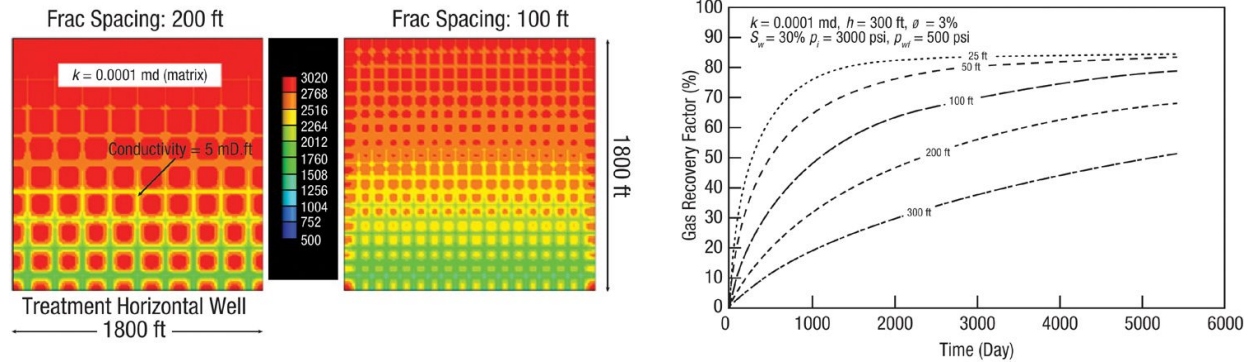 Frac Spacing: 200 ft
Frac Spacing: 100 ft
k = 0.0001 md (matrix)
Conductivity = 5 mD.ft
3020
2768
2516
2264
2012
1760
1508
1256
1004
752
500
1800 ft
Treatment Horizontal Well
1800 ft
k = 0.0001 md, h = 300 ft, ø = 3%
Sw = 30% pi = 3000 psi, pwf = 500 psi
Gas Recovery Factor (%)
100
90
80
70
60
50
40
30
20
10
0
25 ft
50 ft
100 ft
200 ft
300 ft
0 1000 2000 3000 4000 5000 6000
Time (Day)